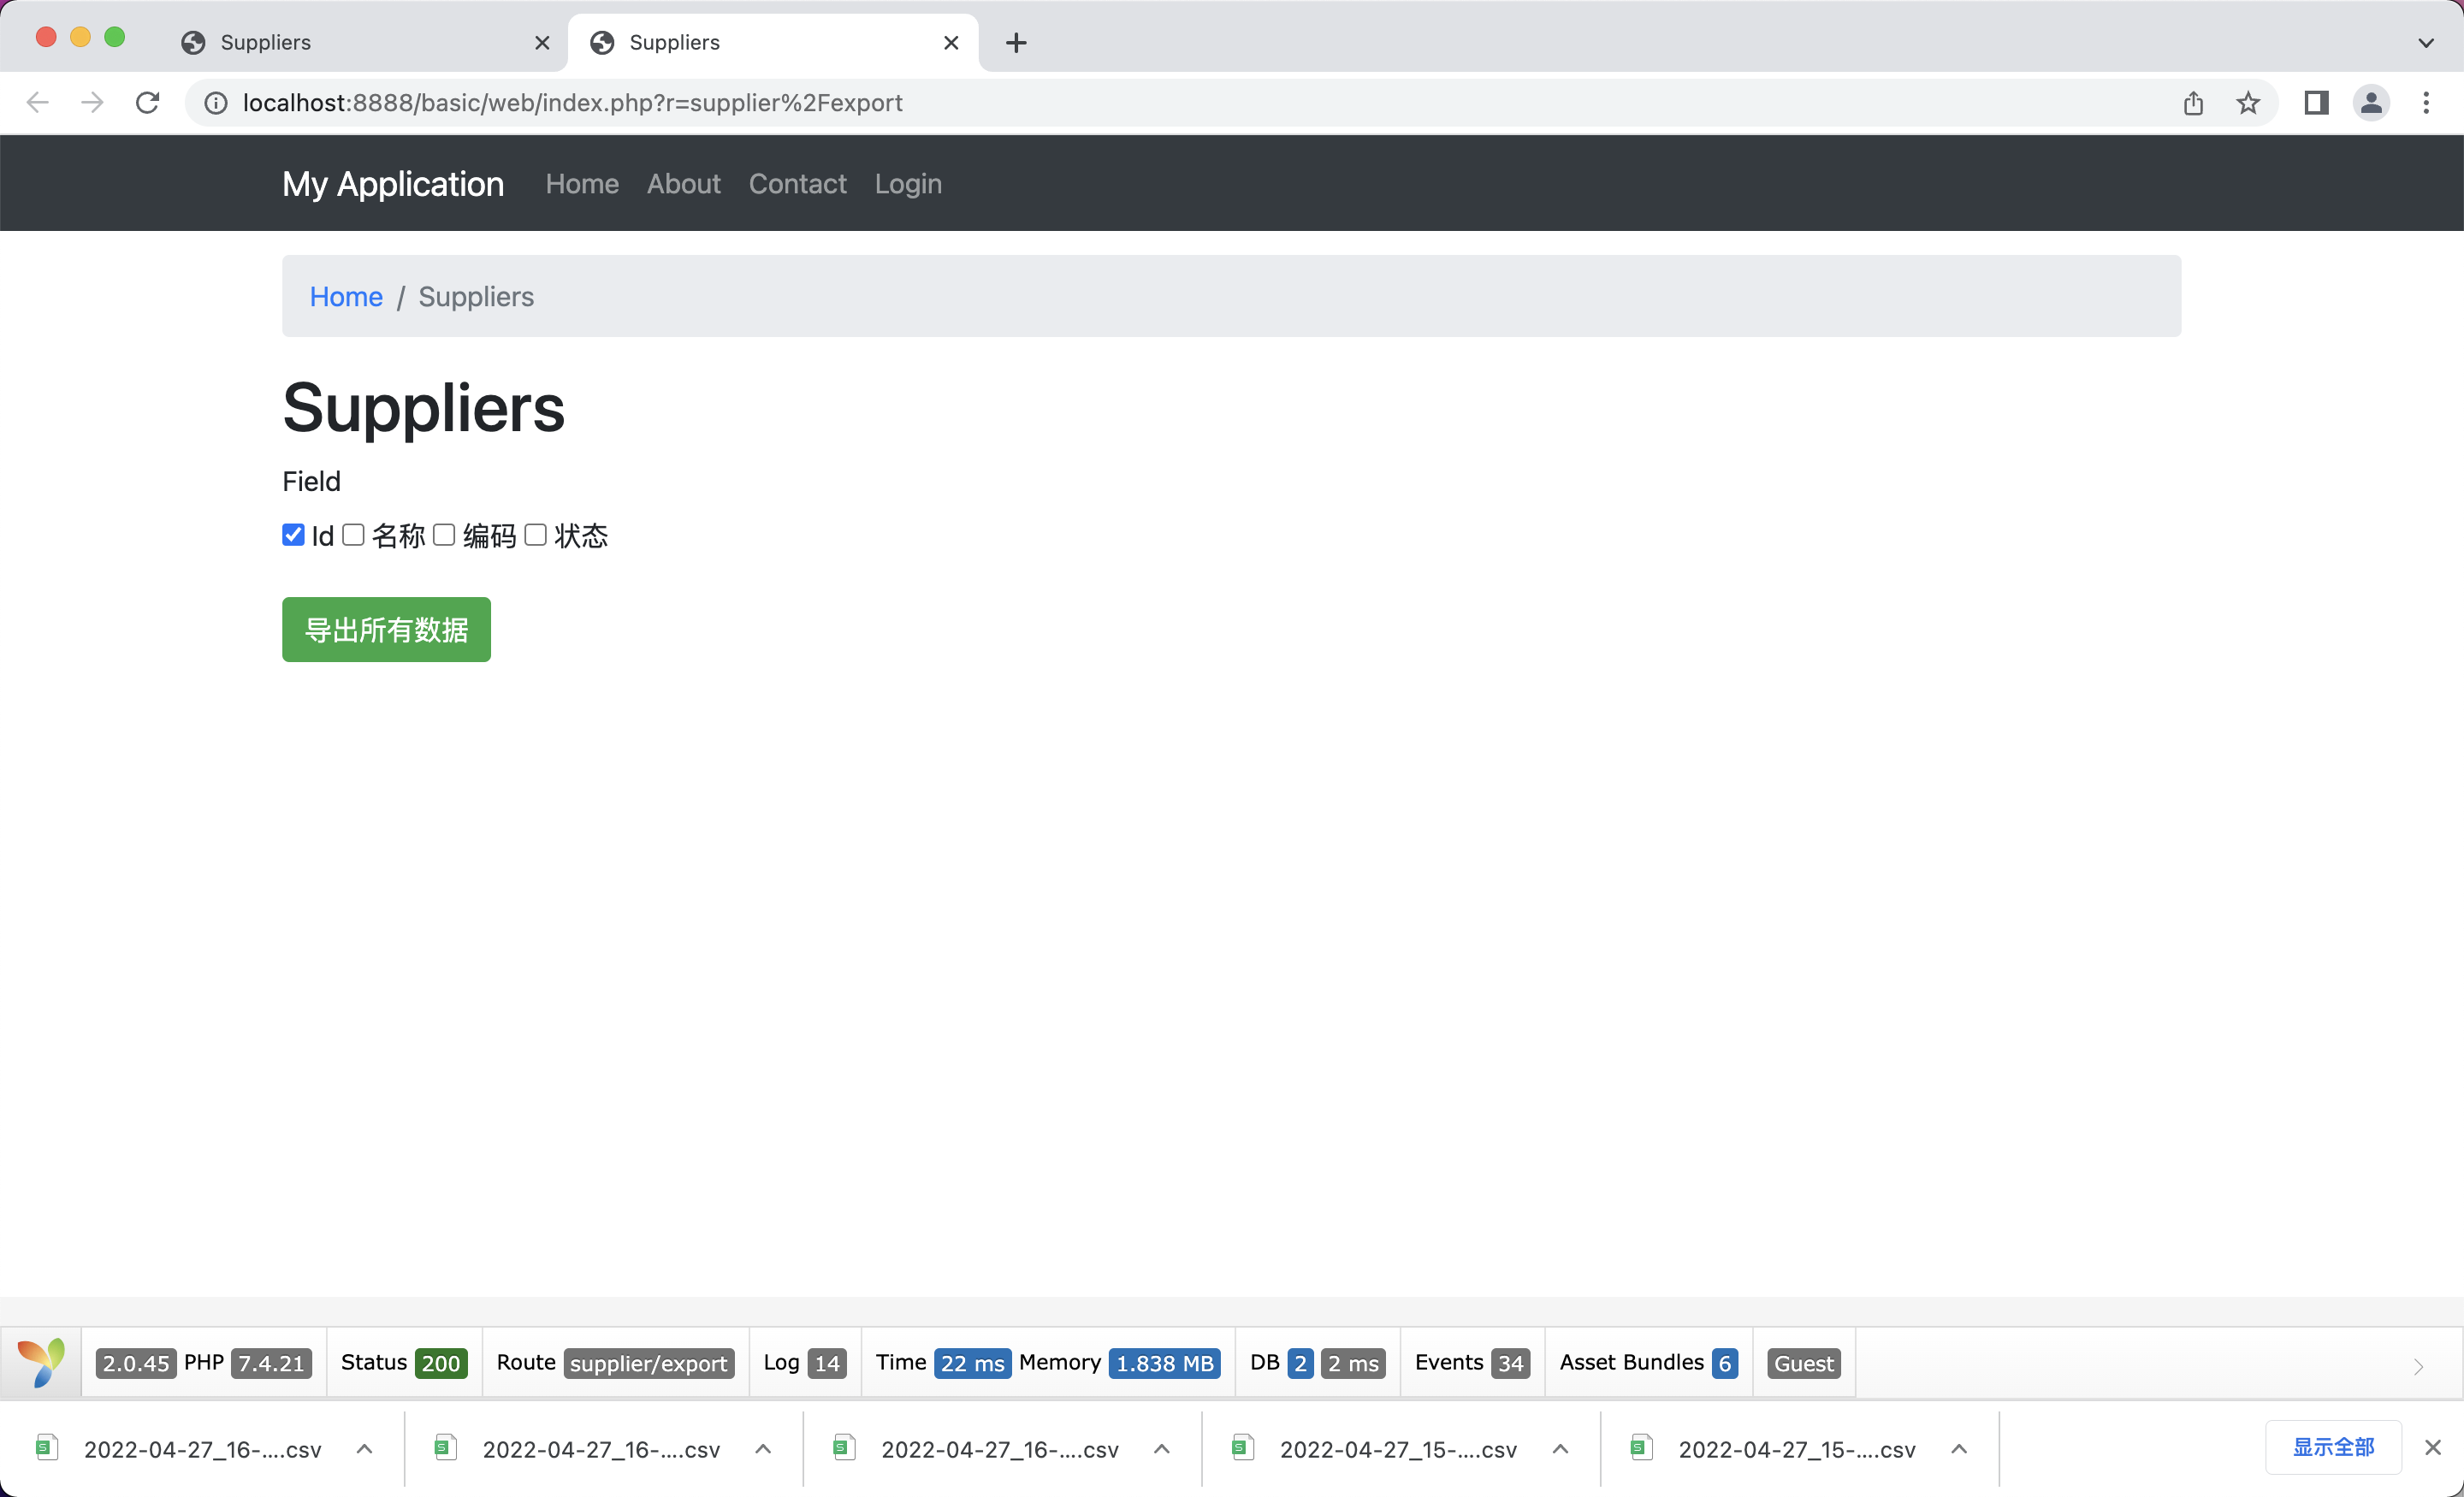 Suppliers
Suppliers
localhost:8888/basic/web/index.php?r=supplier%2Fexport
My Application Home About Contact Login
Home / Suppliers
Suppliers
Field
Id 名称 编码 状态
导出所有数据
2.0.45 PHP 7.4.21 Status 200 Route supplier/export Log 14 Time 22 ms Memory 1.838 MB DB 2 2 ms Events 34 Asset Bundles 6 Guest
2022-04-27_16-....csv 2022-04-27_16-....csv 2022-04-27_16-....csv 2022-04-27_15-....csv 2022-04-27_15-....csv 显示全部